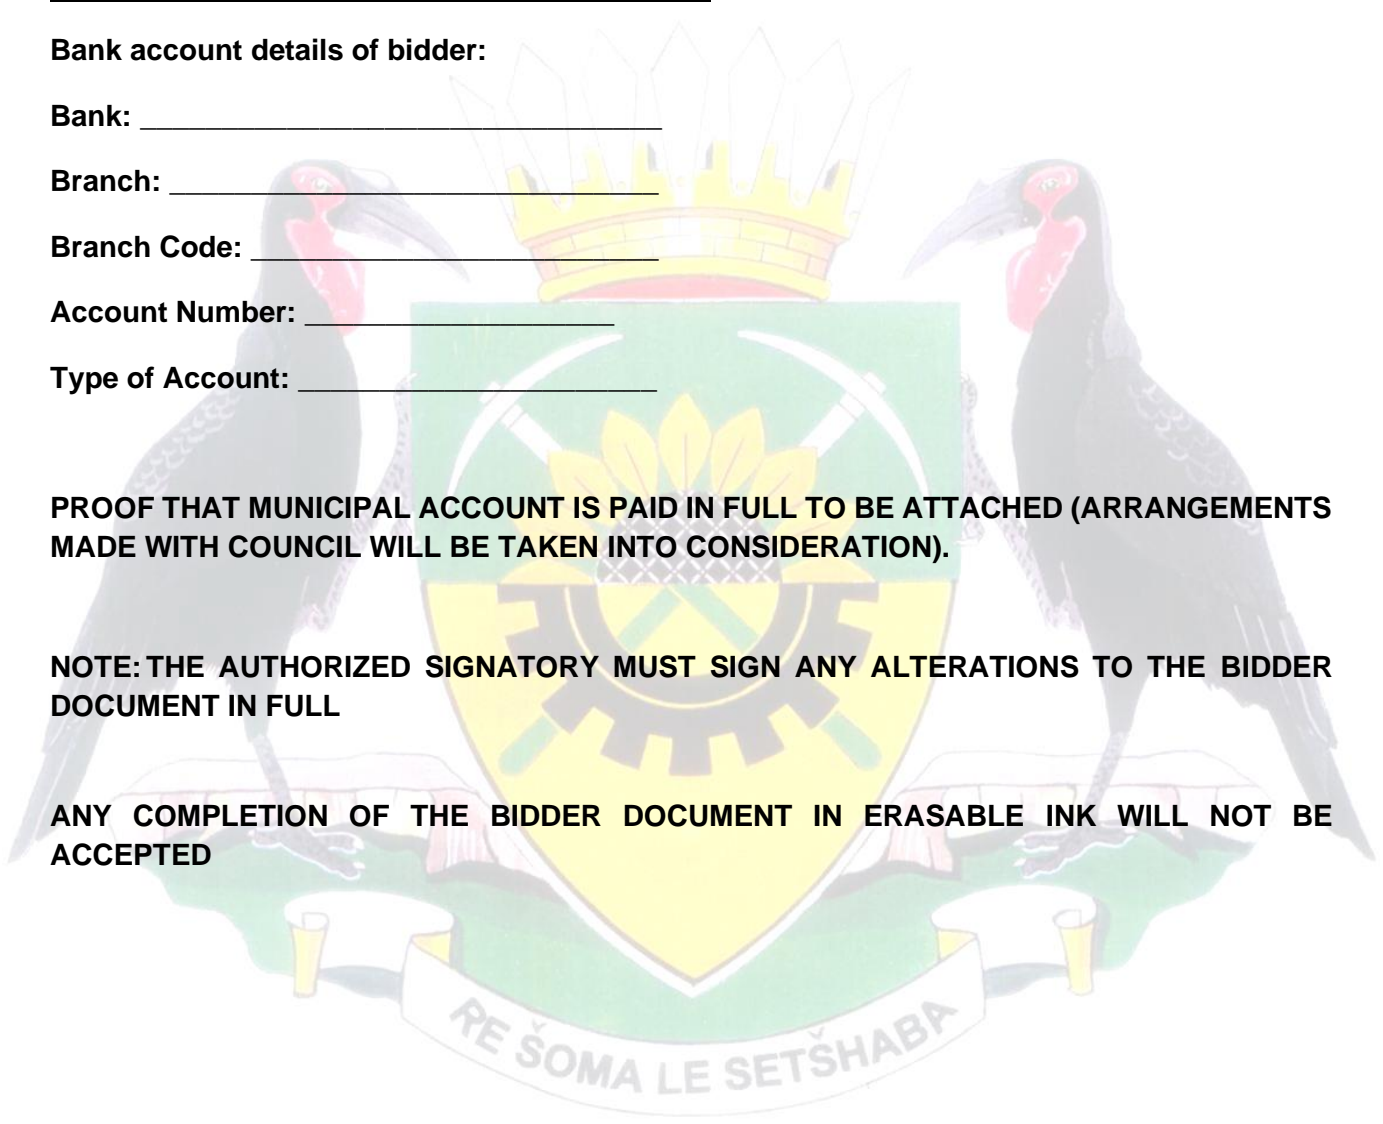 Bank account details of bidder:
Bank: ________________________________
Branch: ______________________________
Branch Code: _________________________
Account Number: ___________________
Type of Account: ______________________
PROOF THAT MUNICIPAL ACCOUNT IS PAID IN FULL TO BE ATTACHED (ARRANGEMENTS
MADE WITH COUNCIL WILL BE TAKEN INTO CONSIDERATION).
NOTE: THE AUTHORIZED SIGNATORY MUST SIGN ANY ALTERATIONS TO THE BIDDER
DOCUMENT IN FULL
ANY COMPLETION OF THE BIDDER DOCUMENT IN ERASABLE INK WILL NOT BE
ACCEPTED
RE ŠOMA LE SETŠHABA